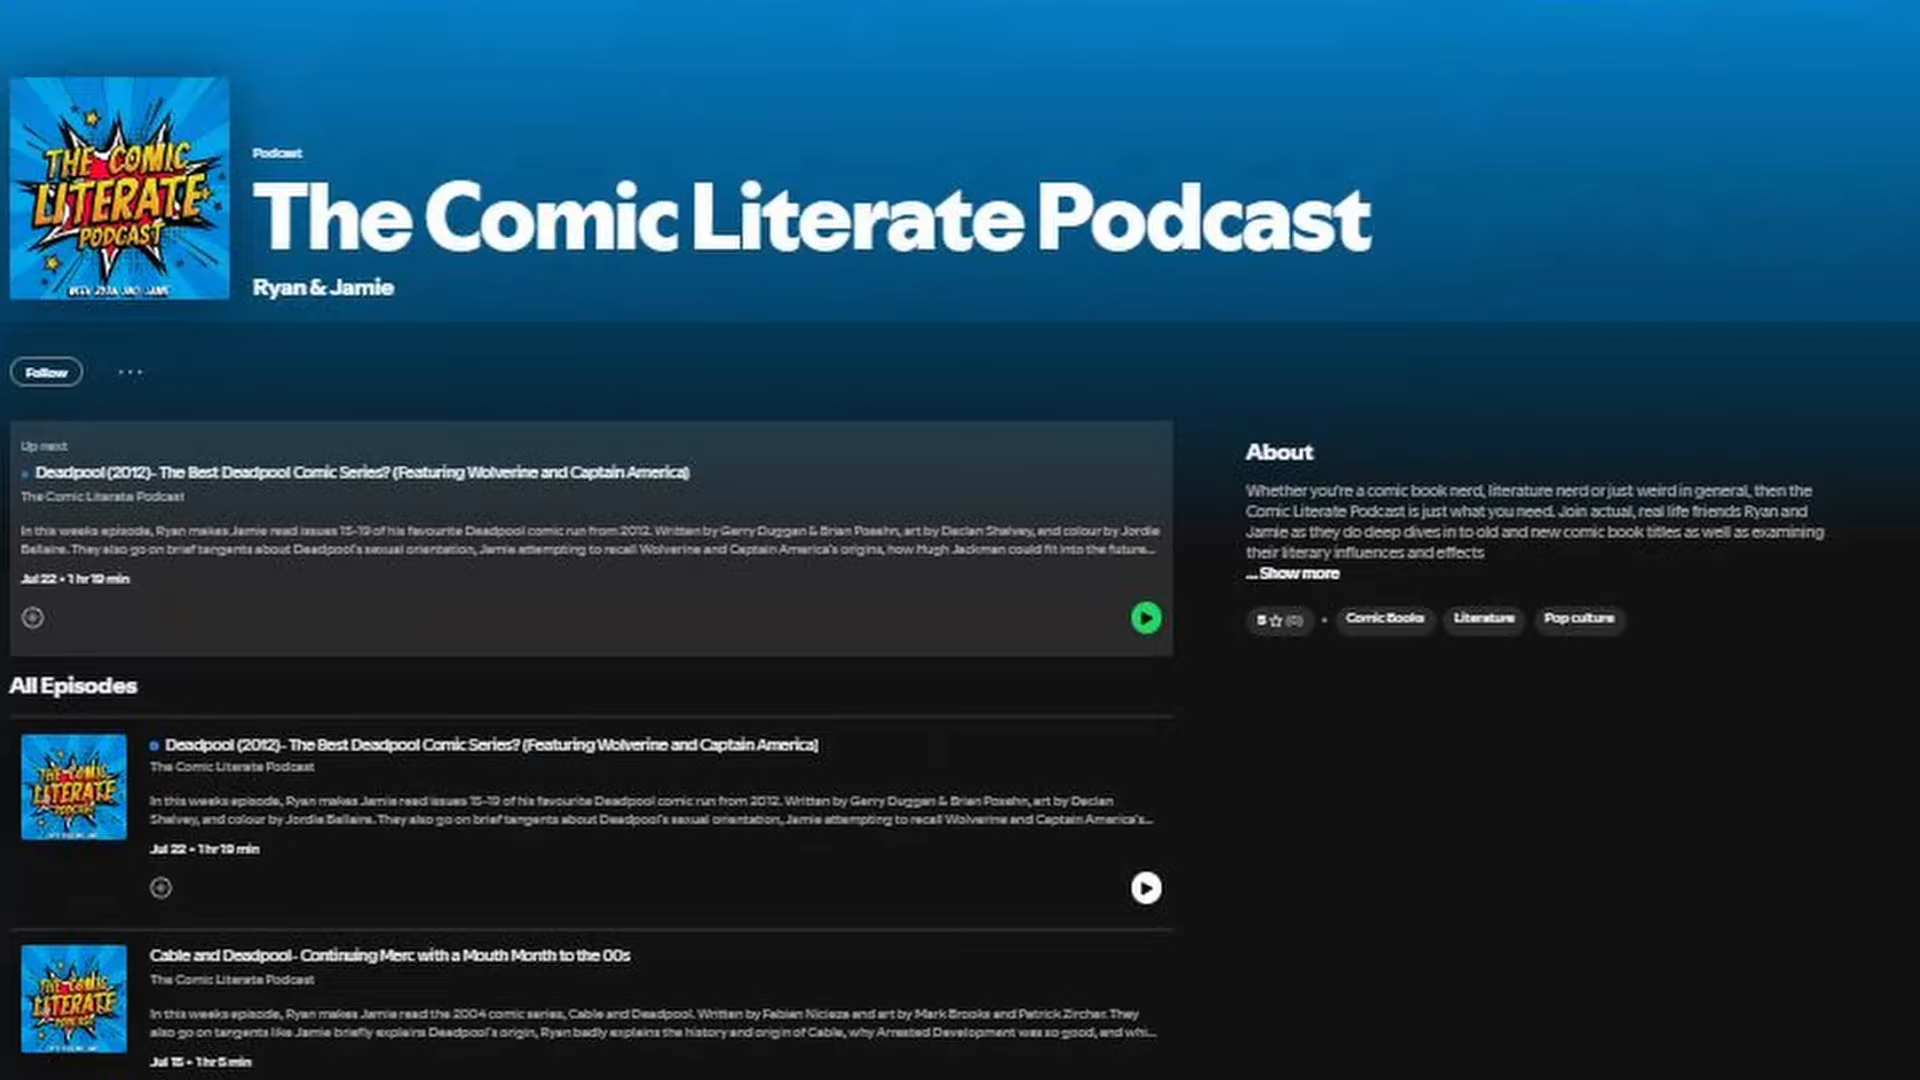 THE COMIC
LITERATE
PODCAST
WITH RYAN AND JAMIE
Podcast
The Comic Literate Podcast
Ryan & Jamie
Follow
Up next
Deadpool (2012)- The Best Deadpool Comic Series? (Featuring Wolverine and Captain America)
The Comic Literate Podcast
In this weeks episode, Ryan makes Jamie read issues 15-19 of his favourite Deadpool comic run from 2012. Written by Gerry Duggan & Brian Posehn, art by Declan Shalvey, and colour by Jordie
Bellaire. They also go on brief tangents about Deadpool's sexual orientation, Jamie attempting to recall Wolverine and Captain America's origins, how Hugh Jackman could fit into the future...
Jul 22 • 1 hr 19 min
About
Whether you're a comic book nerd, literature nerd or just weird in general, then the
Comic Literate Podcast is just what you need. Join actual, real life friends Ryan and
Jamie as they do deep dives in to old and new comic book titles as well as examining
their literary influences and effects
... Show more
5 • Comic Books Literature Pop culture
All Episodes
THE COMIC
LITERATE
PODCAST
Deadpool (2012)- The Best Deadpool Comic Series? (Featuring Wolverine and Captain America)
The Comic Literate Podcast
In this weeks episode, Ryan makes Jamie read issues 15-19 of his favourite Deadpool comic run from 2012. Written by Gerry Duggan & Brian Posehn, art by Declan
Shalvey, and colour by Jordie Bellaire. They also go on brief tangents about Deadpool's sexual orientation, Jamie attempting to recall Wolverine and Captain America's...
Jul 22 • 1 hr 19 min
THE COMIC
LITERATE
PODCAST
Cable and Deadpool- Continuing Merc with a Mouth Month to the 00s
The Comic Literate Podcast
In this weeks episode, Ryan makes Jamie read the 2004 comic series, Cable and Deadpool. Written by Fabian Nicieza and art by Mark Brooks and Patrick Zircher. They
also go on tangents like Jamie briefly explains Deadpool's origin, Ryan badly explains the history and origin of Cable, why Arrested Development was so good, and whi...
Jul 15 • 1 hr 5 min